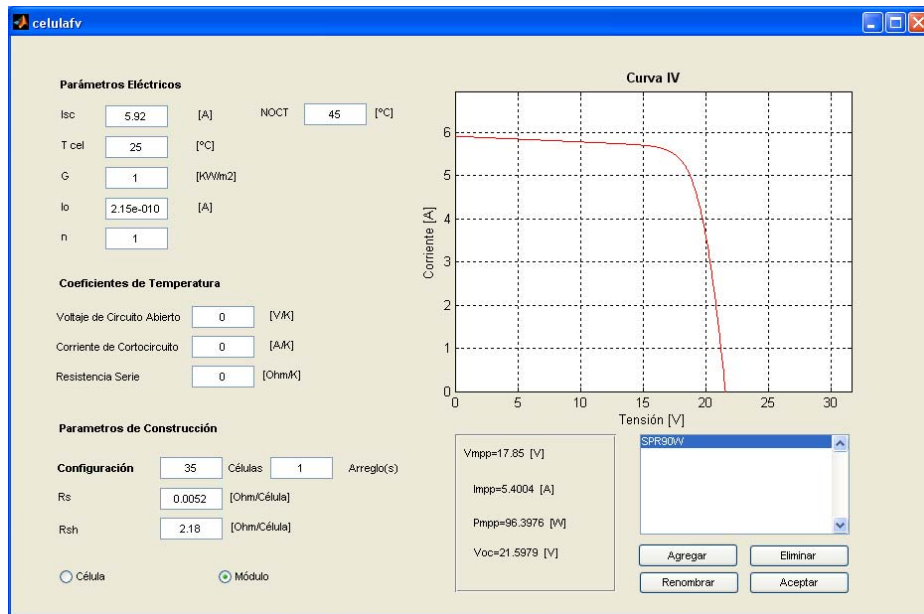 celulafv
Parámetros Eléctricos
Isc 5.92 [A] NOCT 45 [ºC]
T cel 25 [ºC]
G 1 [KW/m2]
Io 2.15e-010 [A]
n 1
Coeficientes de Temperatura
Voltaje de Circuito Abierto 0 [V/K]
Corriente de Cortocircuito 0 [A/K]
Resistencia Serie 0 [Ohm/K]
Parametros de Construcción
Configuración 35 Células 1 Arreglo(s)
Rs 0.0052 [Ohm/Célula]
Rsh 2.18 [Ohm/Célula]
Célula Módulo
Curva IV
Corriente [A]
6
5
4
3
2
1
0
0 5 10 15 20 25 30
Tensión [V]
Vmpp=17.85 [V]
Impp=5.4004 [A]
Pmpp=96.3976 [W]
Voc=21.5979 [V]
SPR90W
Agregar Eliminar
Renombrar Aceptar